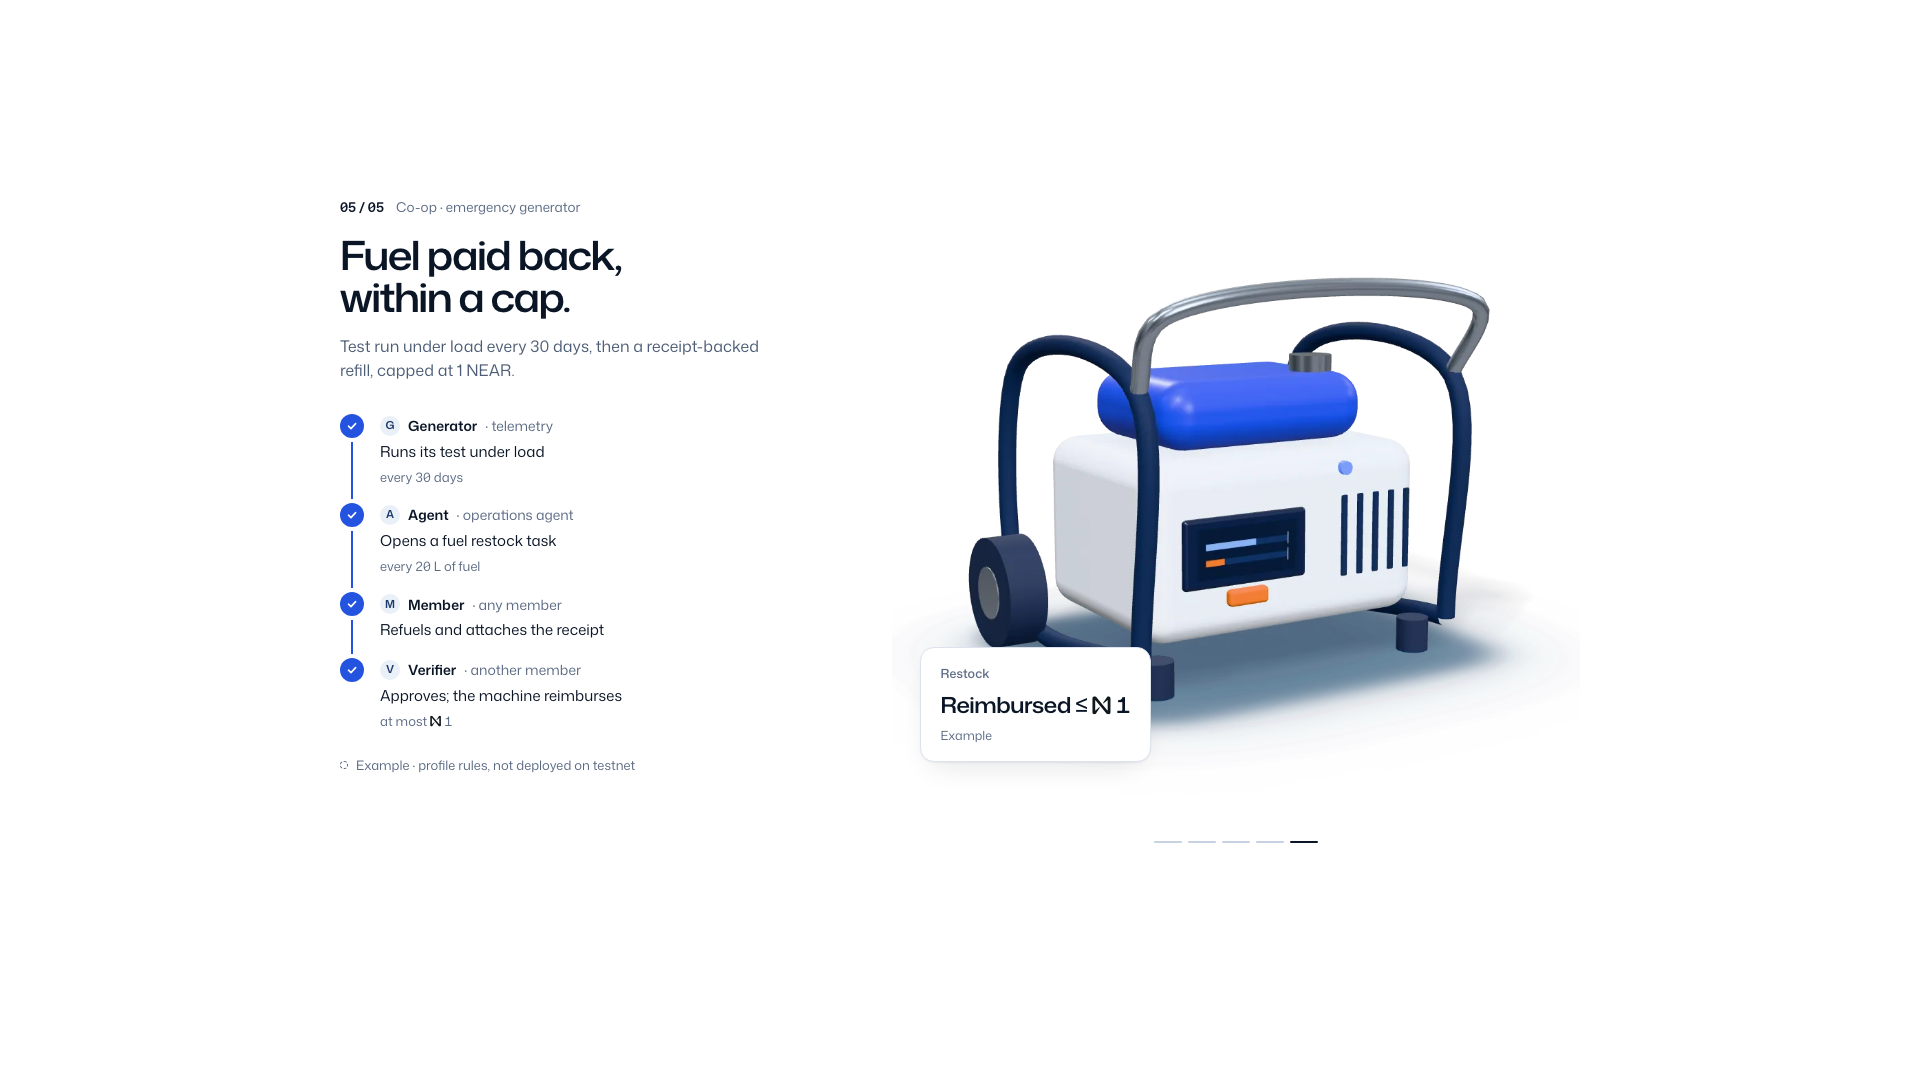 05 / 05 Co-op · emergency generator
Fuel paid back,
within a cap.
Test run under load every 30 days, then a receipt-backed
refill, capped at 1 NEAR.
G Generator · telemetry
Runs its test under load
every 30 days
A Agent · operations agent
Opens a fuel restock task
every 20 L of fuel
M Member · any member
Refuels and attaches the receipt
V Verifier · another member
Approves; the machine reimburses
at most N 1
Example · profile rules, not deployed on testnet
Restock
Reimbursed ≤ N 1
Example